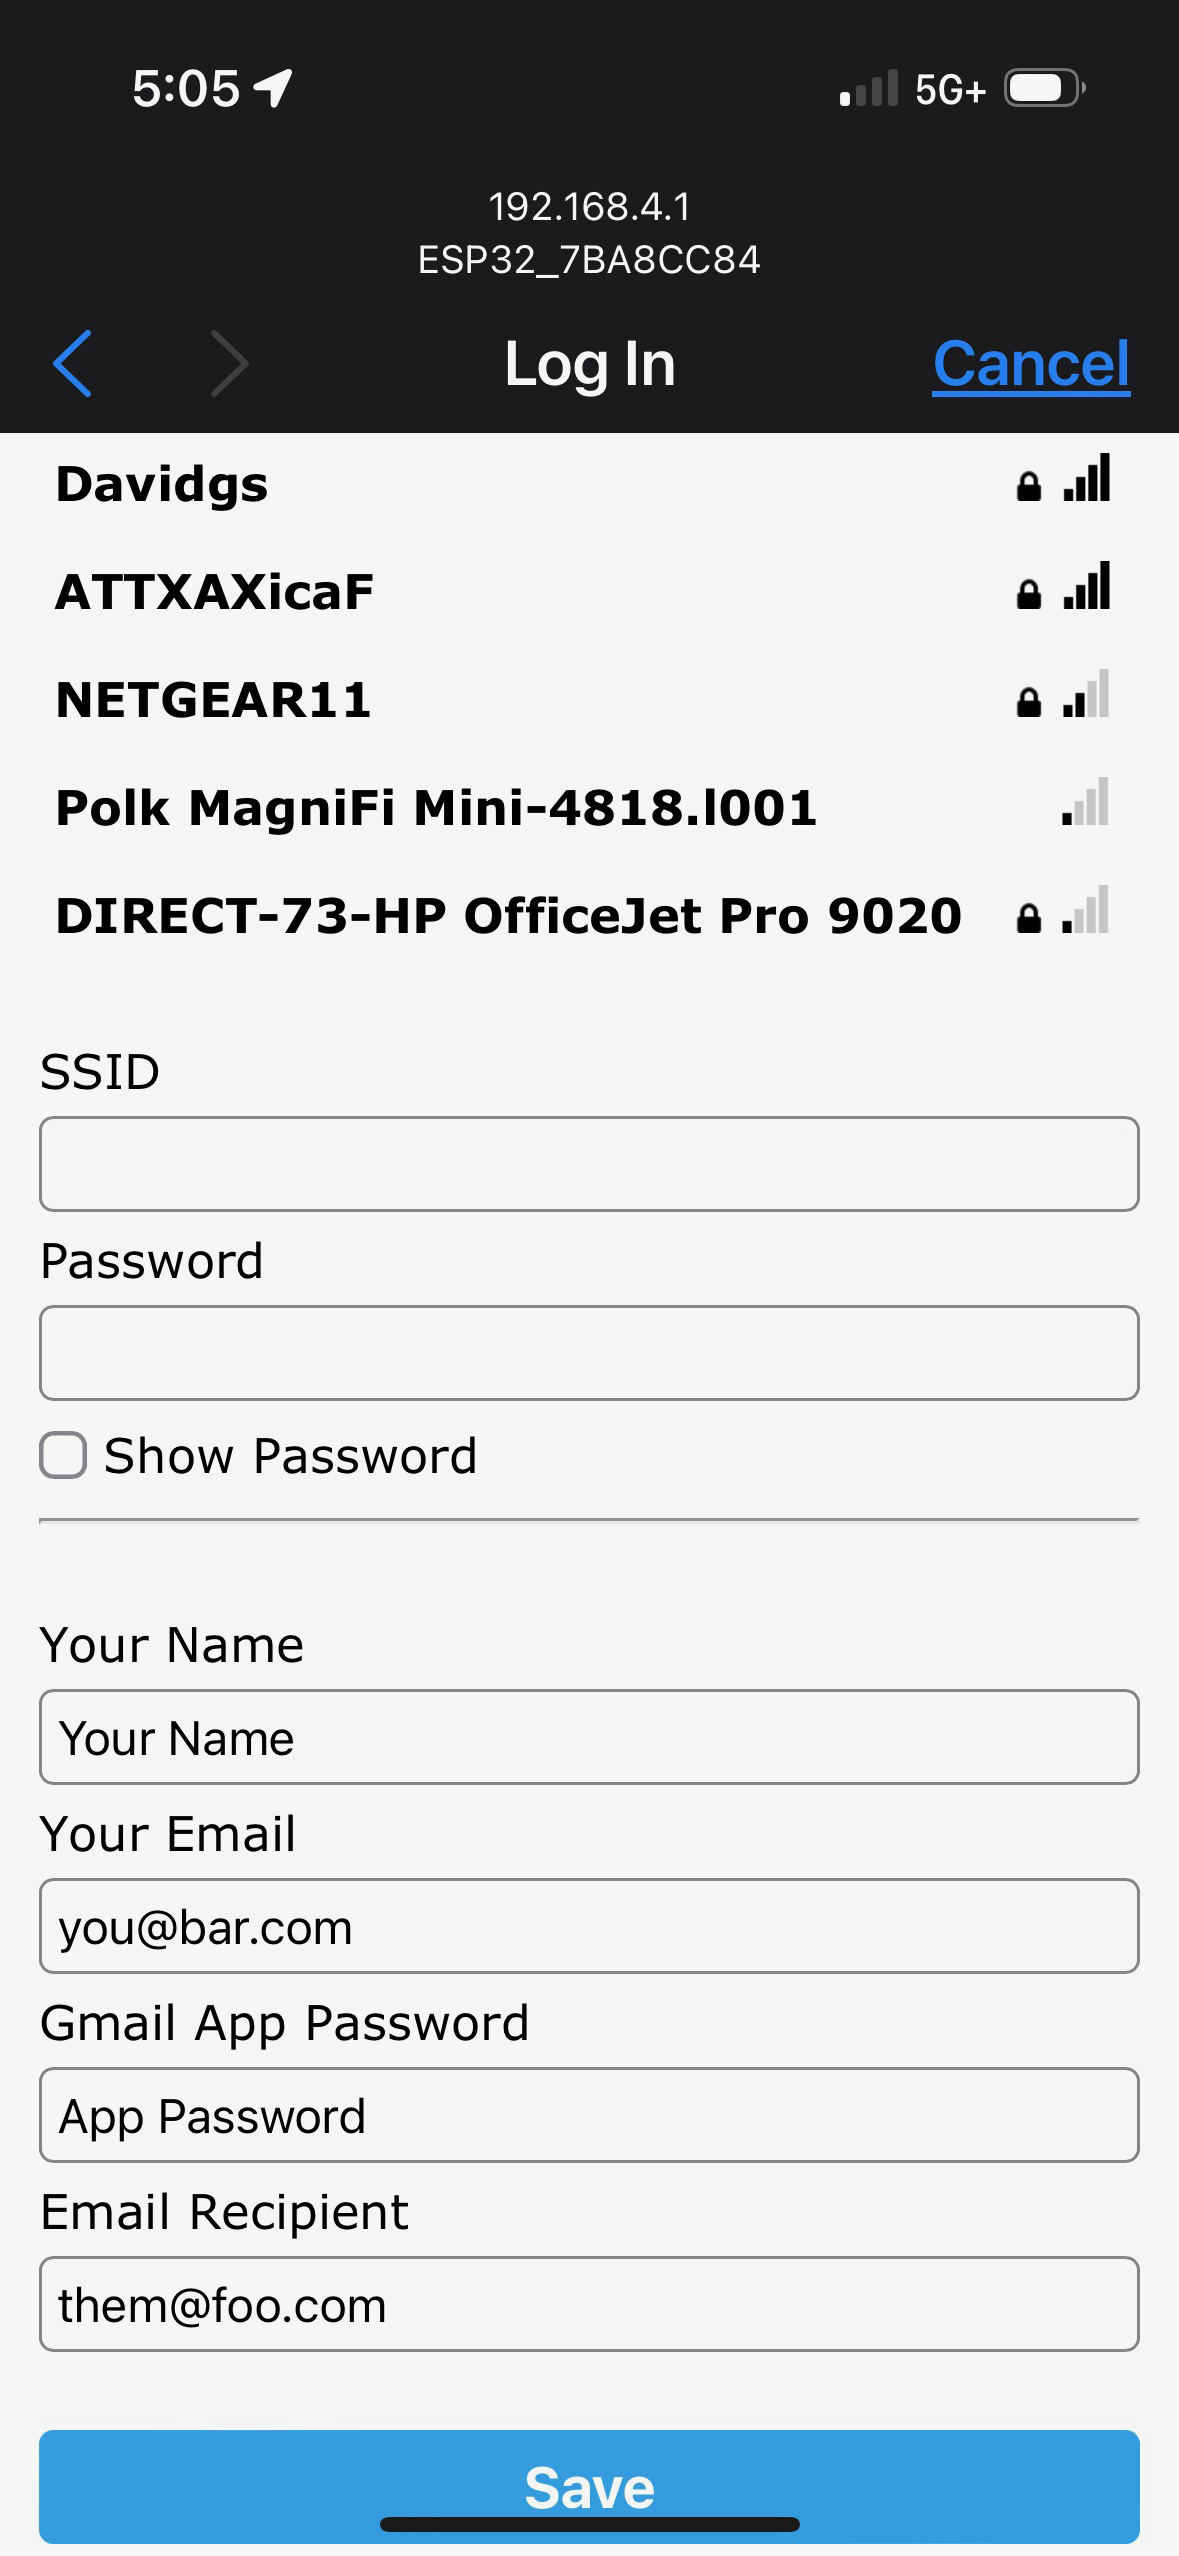 5:05 5G+
192.168.4.1
ESP32_7BA8CC84
Log In Cancel
Davidgs
ATTXAXicaF
NETGEAR11
Polk MagniFi Mini-4818.l001
DIRECT-73-HP OfficeJet Pro 9020
SSID
Password
Show Password
Your Name
Your Name
Your Email
you@bar.com
Gmail App Password
App Password
Email Recipient
them@foo.com
Save